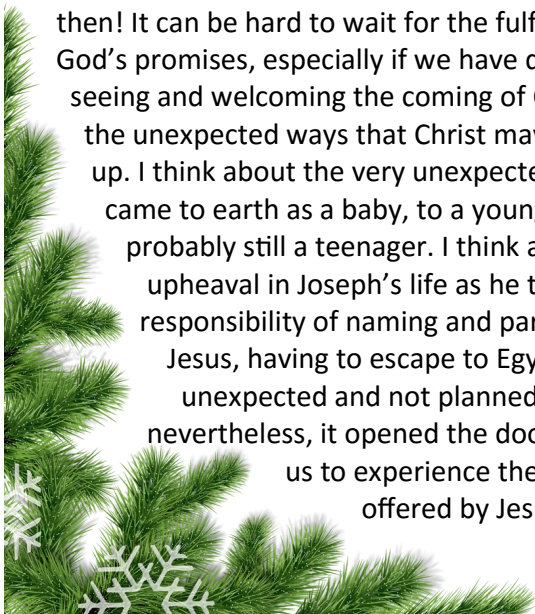 then! It can be hard to wait for the fulf
God's promises, especially if we have d
seeing and welcoming the coming of C
the unexpected ways that Christ may
up. I think about the very unexpecte
came to earth as a baby, to a young
probably still a teenager. I think a
upheaval in Joseph's life as he t
responsibility of naming and par
Jesus, having to escape to Egy
unexpected and not planned
nevertheless, it opened the doo
us to experience the
offered by Jes